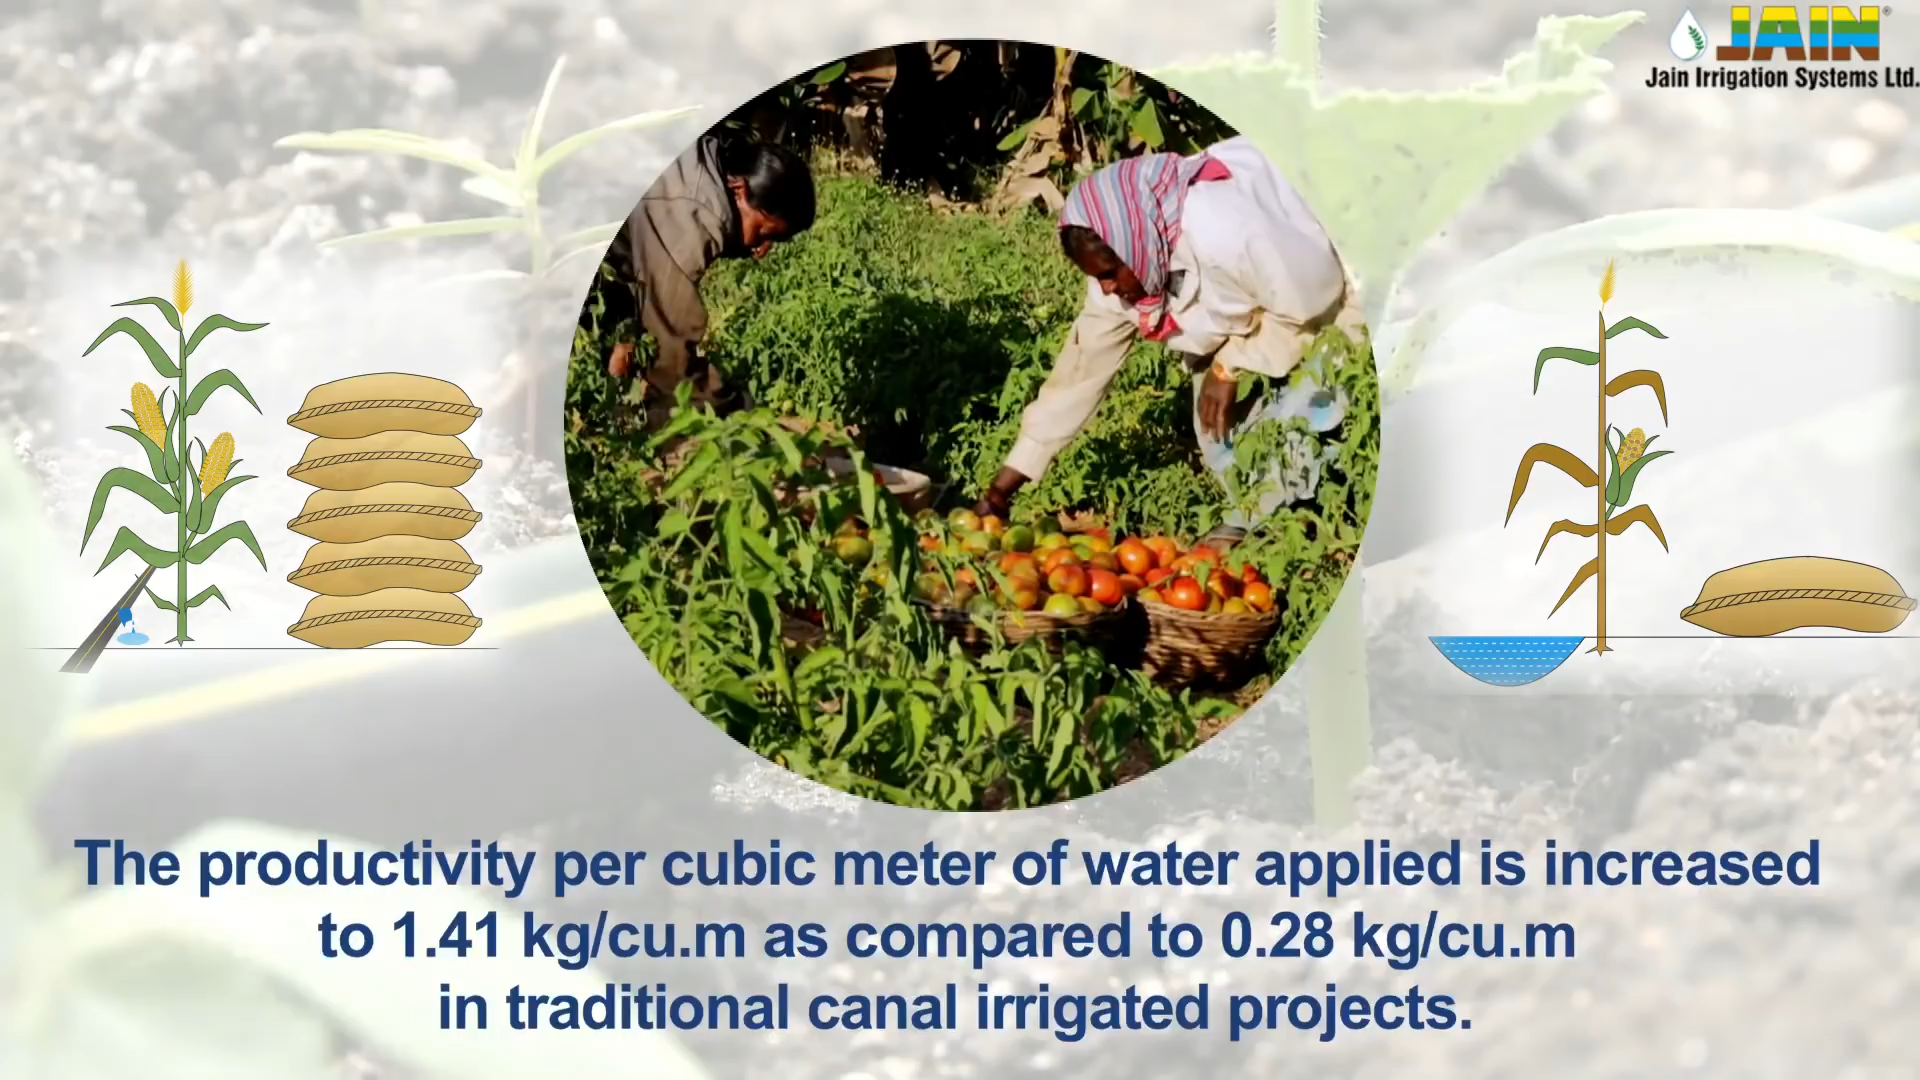 JAIN
Jain Irrigation Systems Ltd.
The productivity per cubic meter of water applied is increased
to 1.41 kg/cu.m as compared to 0.28 kg/cu.m
in traditional canal irrigated projects.